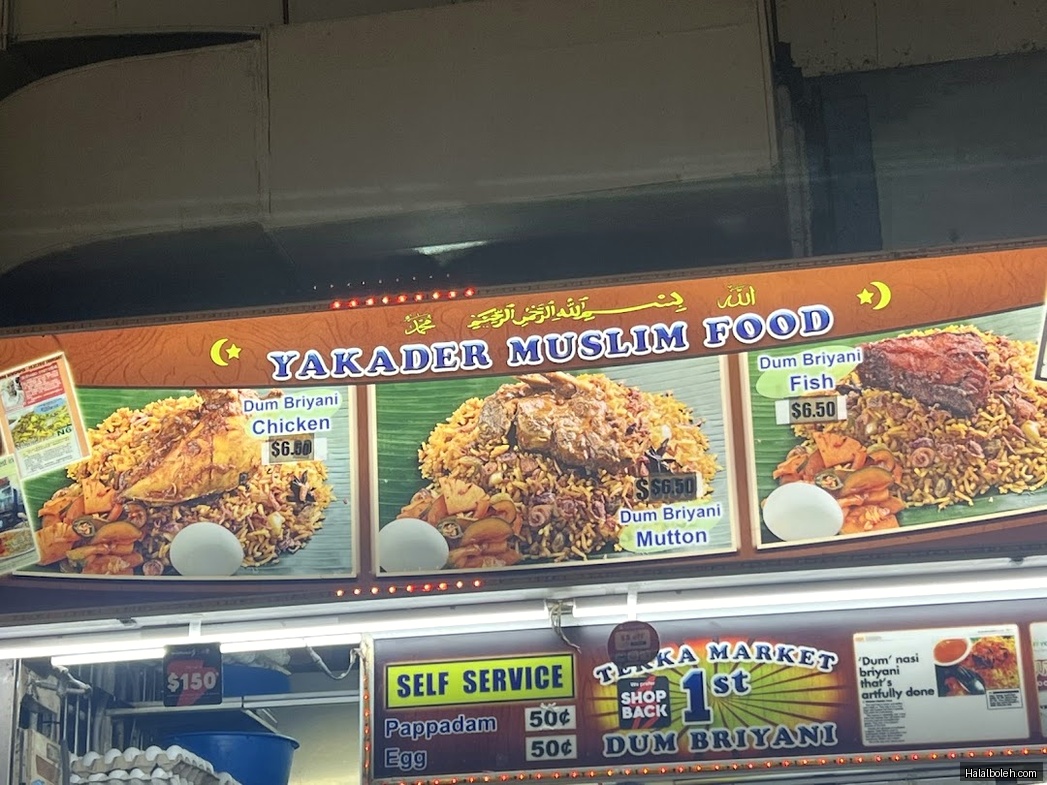 محمد
بسم الله الرحمن الرحيم
الله
YAKADER MUSLIM FOOD
Dum Briyani
Chicken
$6.50
$ $6.50
Dum Briyani
Mutton
Dum Briyani
Fish
$6.50
$150
SELF SERVICE
Pappadam 50¢
Egg 50¢
TEKKA MARKET
1st
DUM BRIYANI
SHOP
BACK
'Dum' nasi
briyani
that's
artfully done
Halalboleh.com